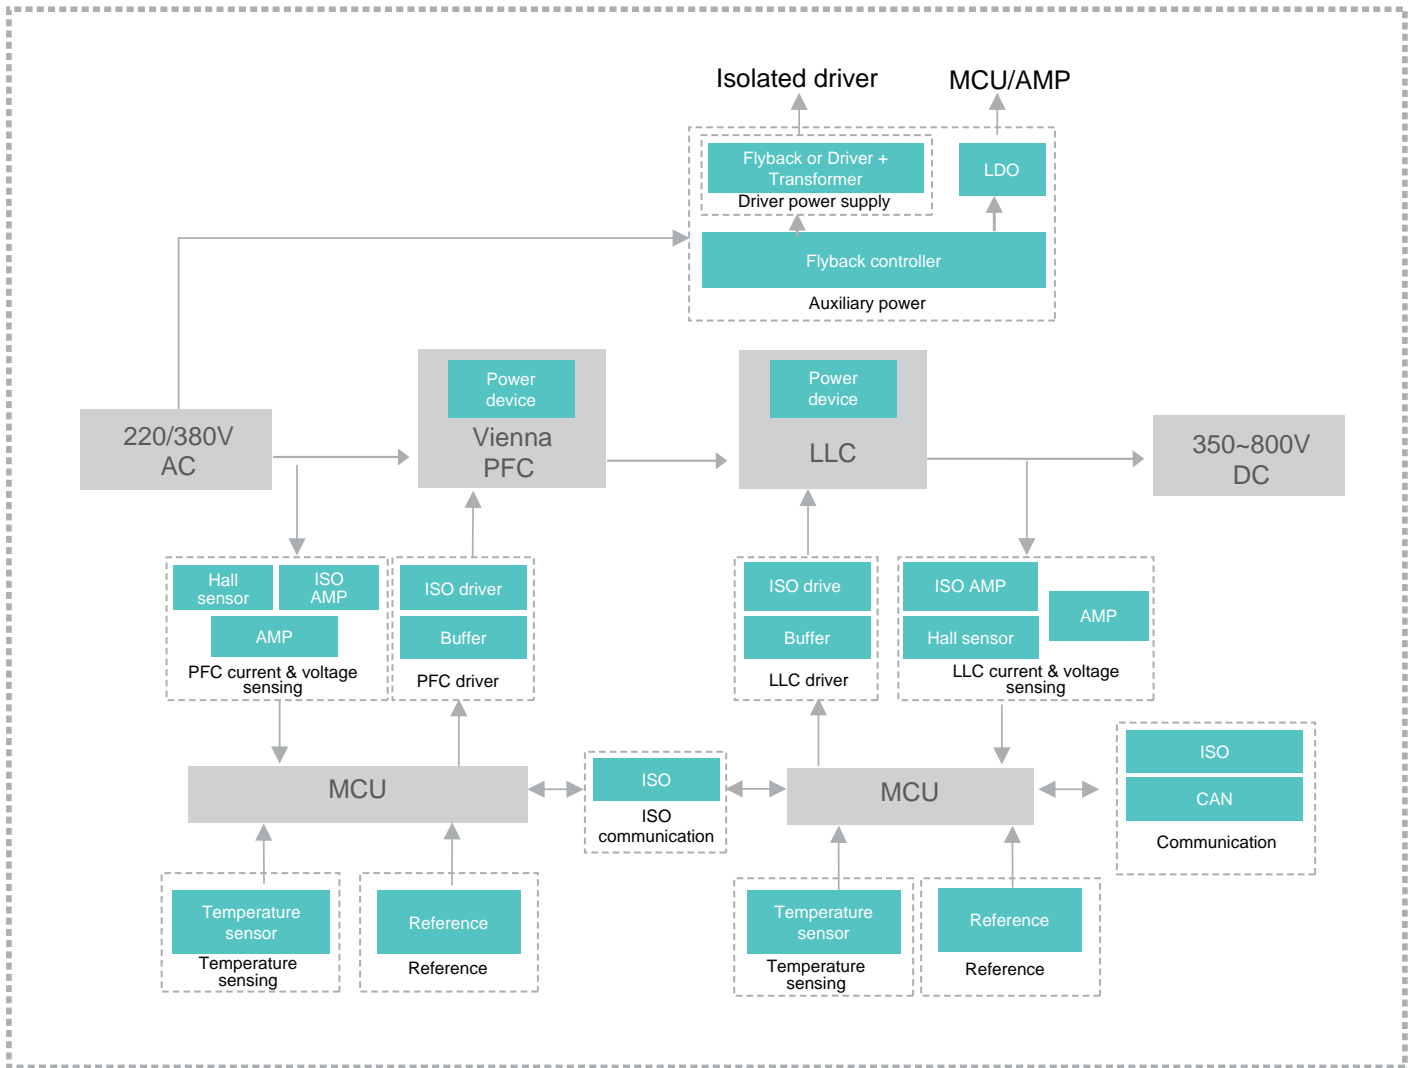 Isolated driver
MCU/AMP
Flyback or Driver +
Transformer
Driver power supply
LDO
Flyback controller
Auxiliary power
220/380V
AC
Power
device
Vienna
PFC
Power
device
LLC
350~800V
DC
Hall
sensor
ISO
AMP
AMP
PFC current & voltage
sensing
ISO driver
Buffer
PFC driver
ISO drive
Buffer
LLC driver
ISO AMP
Hall sensor
AMP
LLC current & voltage
sensing
MCU
ISO
ISO
communication
MCU
ISO
CAN
Communication
Temperature
sensor
Temperature
sensing
Reference
Reference
Temperature
sensor
Temperature
sensing
Reference
Reference